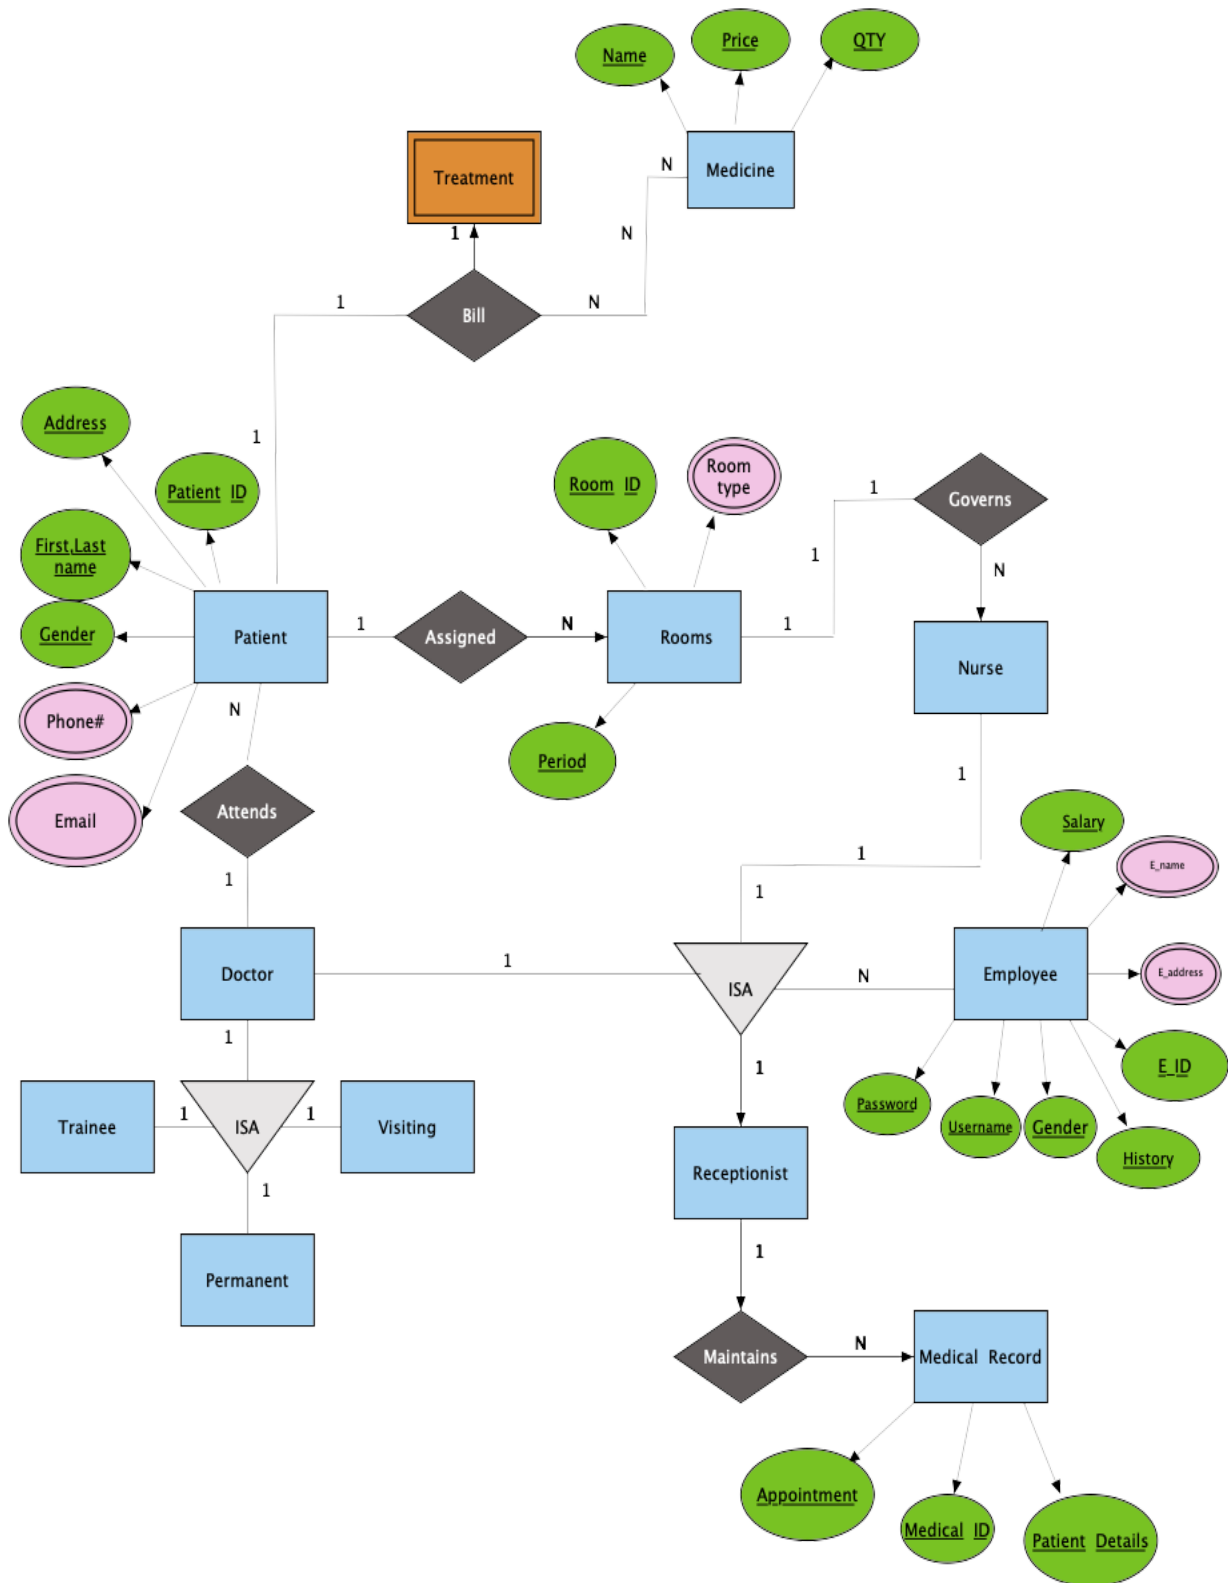 Name
Price
QTY
Treatment
Medicine
N
1
N
1
Bill
N
Address
1
Patient ID
Room ID
Room
type
1
Governs
First,Last
name
1
N
Gender
Patient
1
Assigned
N
Rooms
1
Nurse
Phone#
N
Period
1
Email
Attends
Salary
1
E_name
1
1
Doctor
1
ISA
N
Employee
E_address
1
1
E_ID
Password
Username
Gender
History
Trainee
1
ISA
1
Visiting
Receptionist
1
1
Permanent
Maintains
N
Medical Record
Appointment
Medical ID
Patient Details